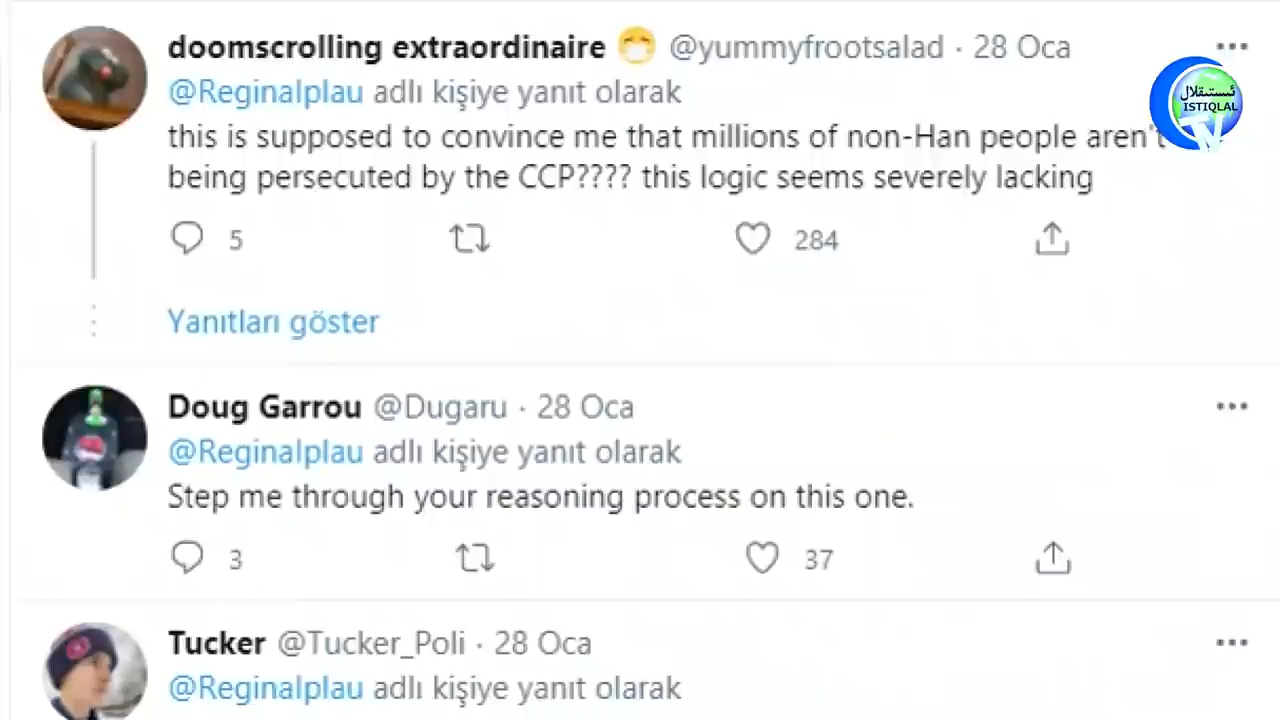 doomscrolling extraordinaire 😷 @yummyfrootsalad · 28 Oca
@Reginalplau adlı kişiye yanıt olarak
this is supposed to convince me that millions of non-Han people aren't
being persecuted by the CCP???? this logic seems severely lacking
5 284
Yanıtları göster
Doug Garrou @Dugaru · 28 Oca
@Reginalplau adlı kişiye yanıt olarak
Step me through your reasoning process on this one.
3 37
Tucker @Tucker_Poli · 28 Oca
@Reginalplau adlı kişiye yanıt olarak
ئىستىقلال
ISTIQLAL
TV